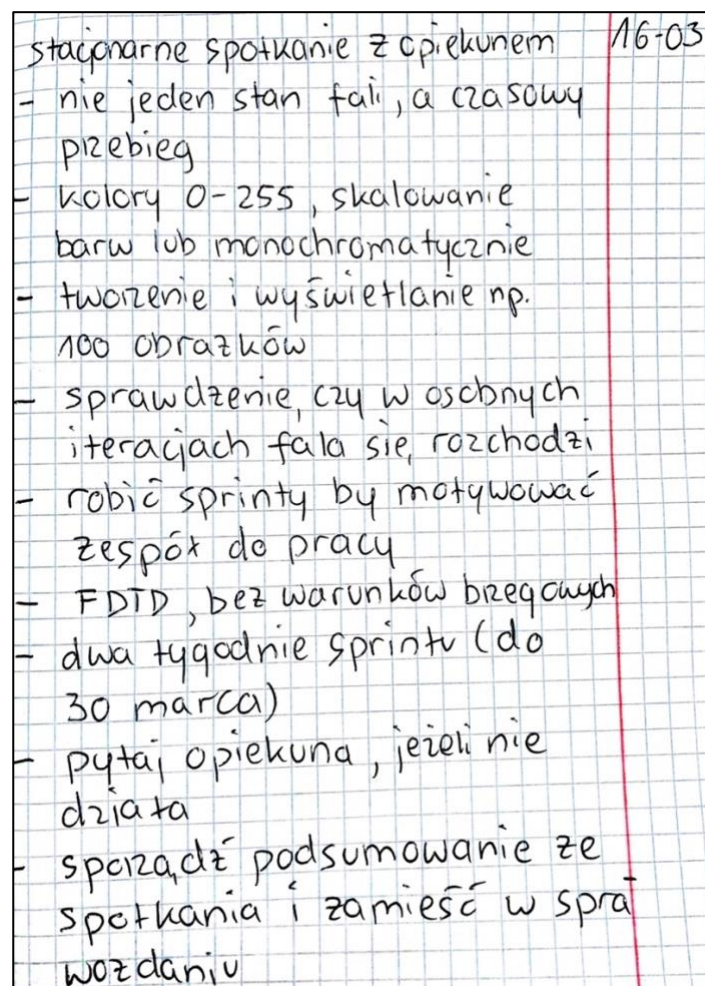 stacjonarne spotkanie z opiekunem 16-03
- nie jeden stan fali, a czasowy
przebieg
- kolory 0-255, skalowanie
barw lub monochromatycznie
- tworzenie i wyświetlanie np.
100 obrazków
- sprawdzenie, czy w osobnych
iteracjach fala się rozchodzi
- robić sprinty by motywować
zespół do pracy
- FDTD, bez warunków brzegowych
- dwa tygodnie sprintu (do
30 marca)
- pytaj opiekuna, jeżeli nie
działa
- sporządź podsumowanie ze
spotkania i zamieść w spra
wozdaniu